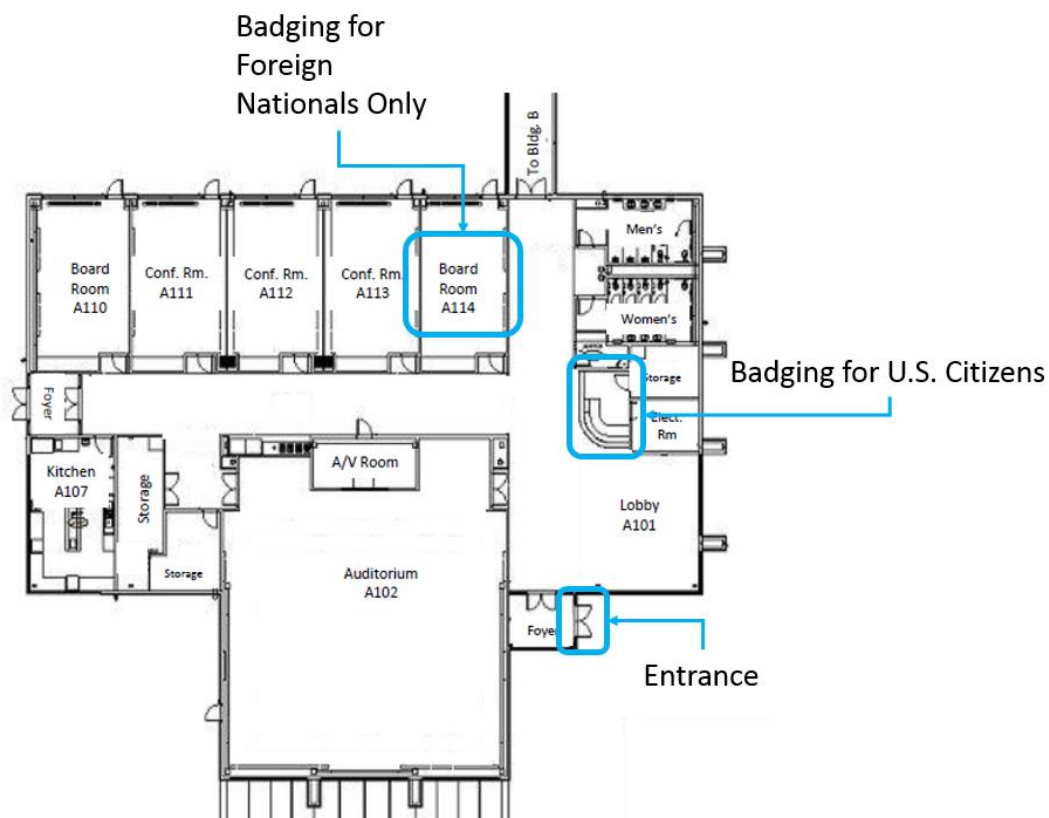 Badging for
Foreign
Nationals Only
To Bldg. B
Men's
Board
Room
A110
Conf. Rm.
A111
Conf. Rm.
A112
Conf. Rm.
A113
Board
Room
A114
Women's
Storage
Badging for U.S. Citizens
Foyer
Elect.
Rm
Kitchen
A107
Storage
A/V Room
Lobby
A101
Storage
Auditorium
A102
Foyer
Entrance